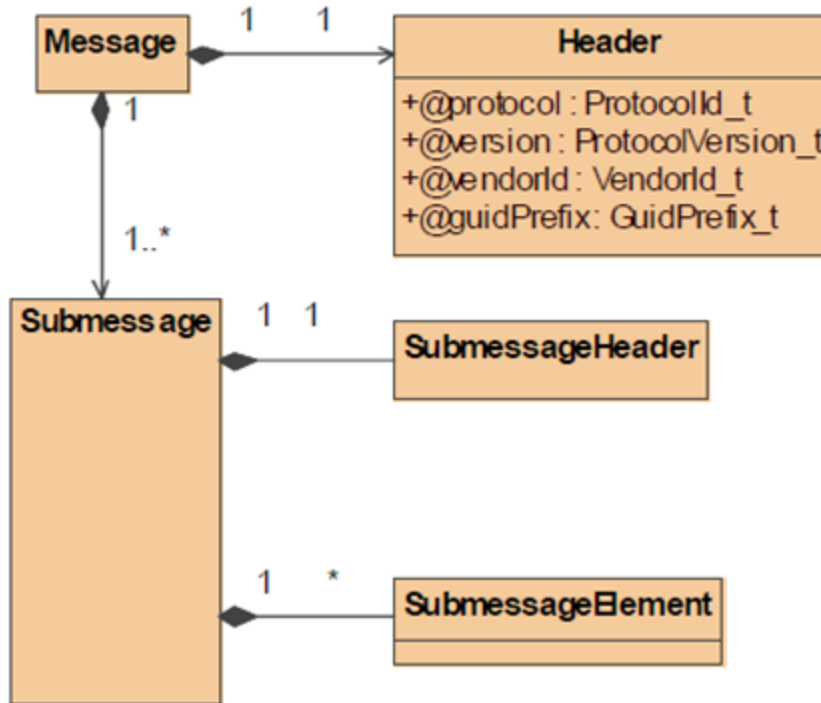 Message
1
1
Header
+@protocol : ProtocolId_t
+@version : ProtocolVersion_t
+@vendorId : VendorId_t
+@guidPrefix: GuidPrefix_t
1
1..*
Submessage
1
1
SubmessageHeader
1
*
SubmessageElement